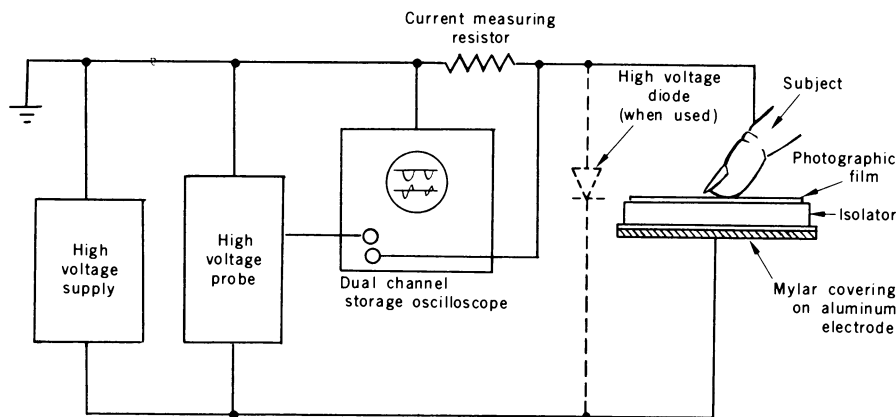 Current measuring
resistor
High voltage
diode
(when used)
Subject
Photographic
film
Isolator
High
voltage
supply
High
voltage
probe
Dual channel
storage oscilloscope
Mylar covering
on aluminum
electrode